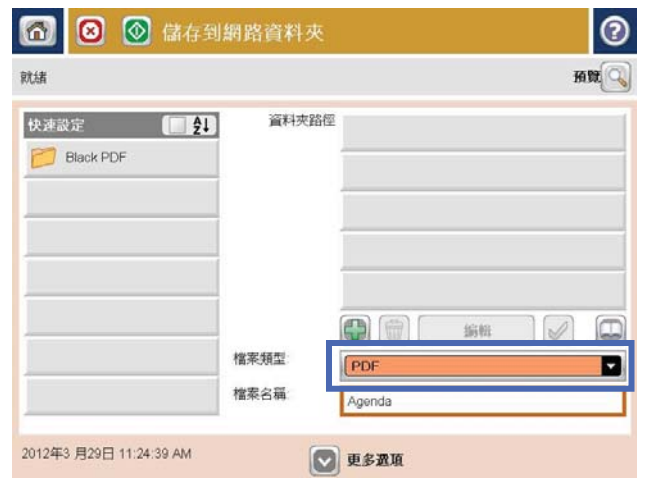 儲存到網路資料夾
就緒
預覽
快速設定
資料夾路徑
Black PDF
編輯
檔案類型:
PDF
檔案名稱:
Agenda
2012年3 月29日 11:24:39 AM
更多選項